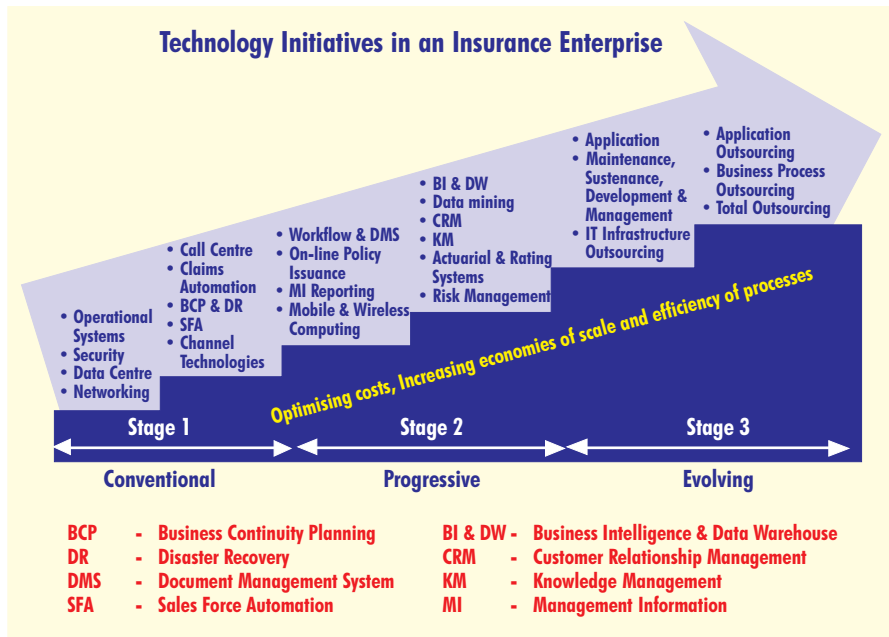 Technology Initiatives in an Insurance Enterprise
• Operational
Systems
• Security
• Data Centre
• Networking
• Call Centre
• Claims
Automation
• BCP & DR
• SFA
• Channel
Technologies
• Workflow & DMS
• On-line Policy
Issuance
• MI Reporting
• Mobile & Wireless
Computing
• BI & DW
• Data mining
• CRM
• KM
• Actuarial & Rating
Systems
• Risk Management
• Application
• Maintenance,
Sustenance,
Development &
Management
• IT Infrastructure
Outsourcing
• Application
Outsourcing
• Business Process
Outsourcing
• Total Outsourcing
Optimising costs, Increasing economies of scale and efficiency of processes
Stage 1
Stage 2
Stage 3
Conventional
Progressive
Evolving
BCP - Business Continuity Planning
DR - Disaster Recovery
DMS - Document Management System
SFA - Sales Force Automation
BI & DW - Business Intelligence & Data Warehouse
CRM - Customer Relationship Management
KM - Knowledge Management
MI - Management Information